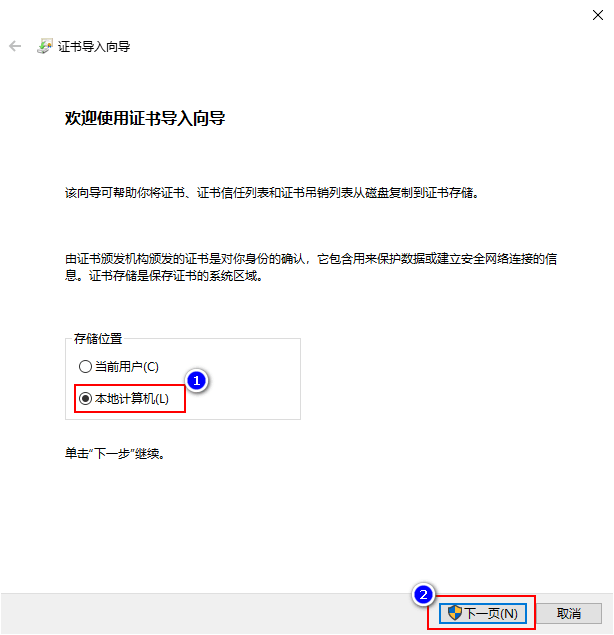 证书导入向导
欢迎使用证书导入向导
该向导可帮助你将证书、证书信任列表和证书吊销列表从磁盘复制到证书存储。
由证书颁发机构颁发的证书是对你身份的确认，它包含用来保护数据或建立安全网络连接的信
息。证书存储是保存证书的系统区域。
存储位置
当前用户(C)
1
本地计算机(L)
单击"下一步"继续。
2
下一页(N)
取消